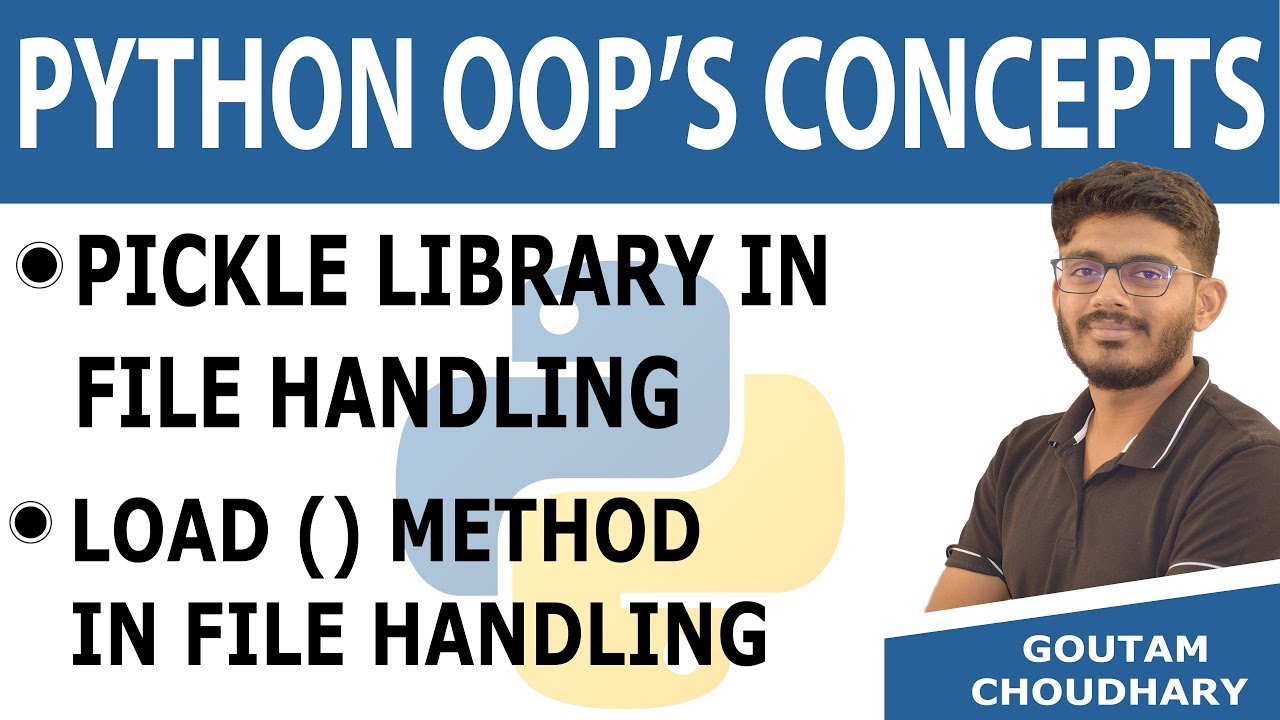 PYTHON OOP’S CONCEPTS
PICKLE LIBRARY IN
FILE HANDLING
LOAD () METHOD
IN FILE HANDLING
GOUTAM
CHOUDHARY